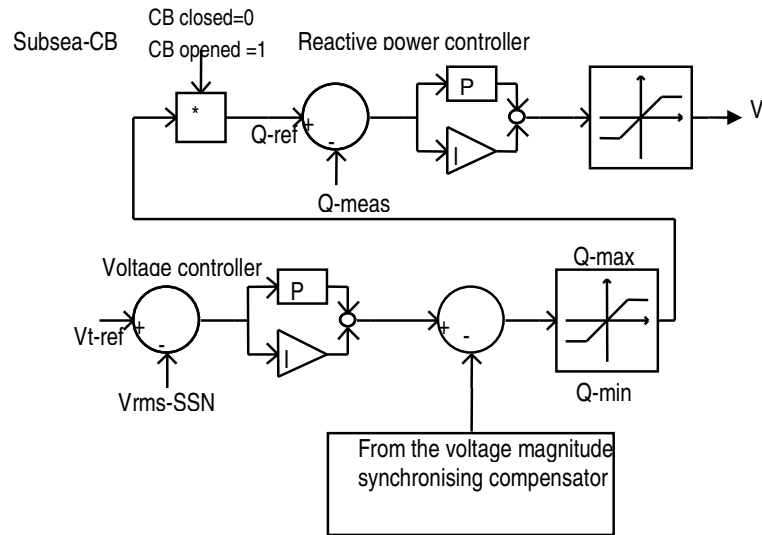 CB closed=0
Subsea-CB
CB opened =1
Reactive power controller
*
Q-ref
+
-
Q-meas
P
I
V
Voltage controller
Vt-ref
+
-
Vrms-SSN
P
I
+
-
Q-max
Q-min
From the voltage magnitude
synchronising compensator